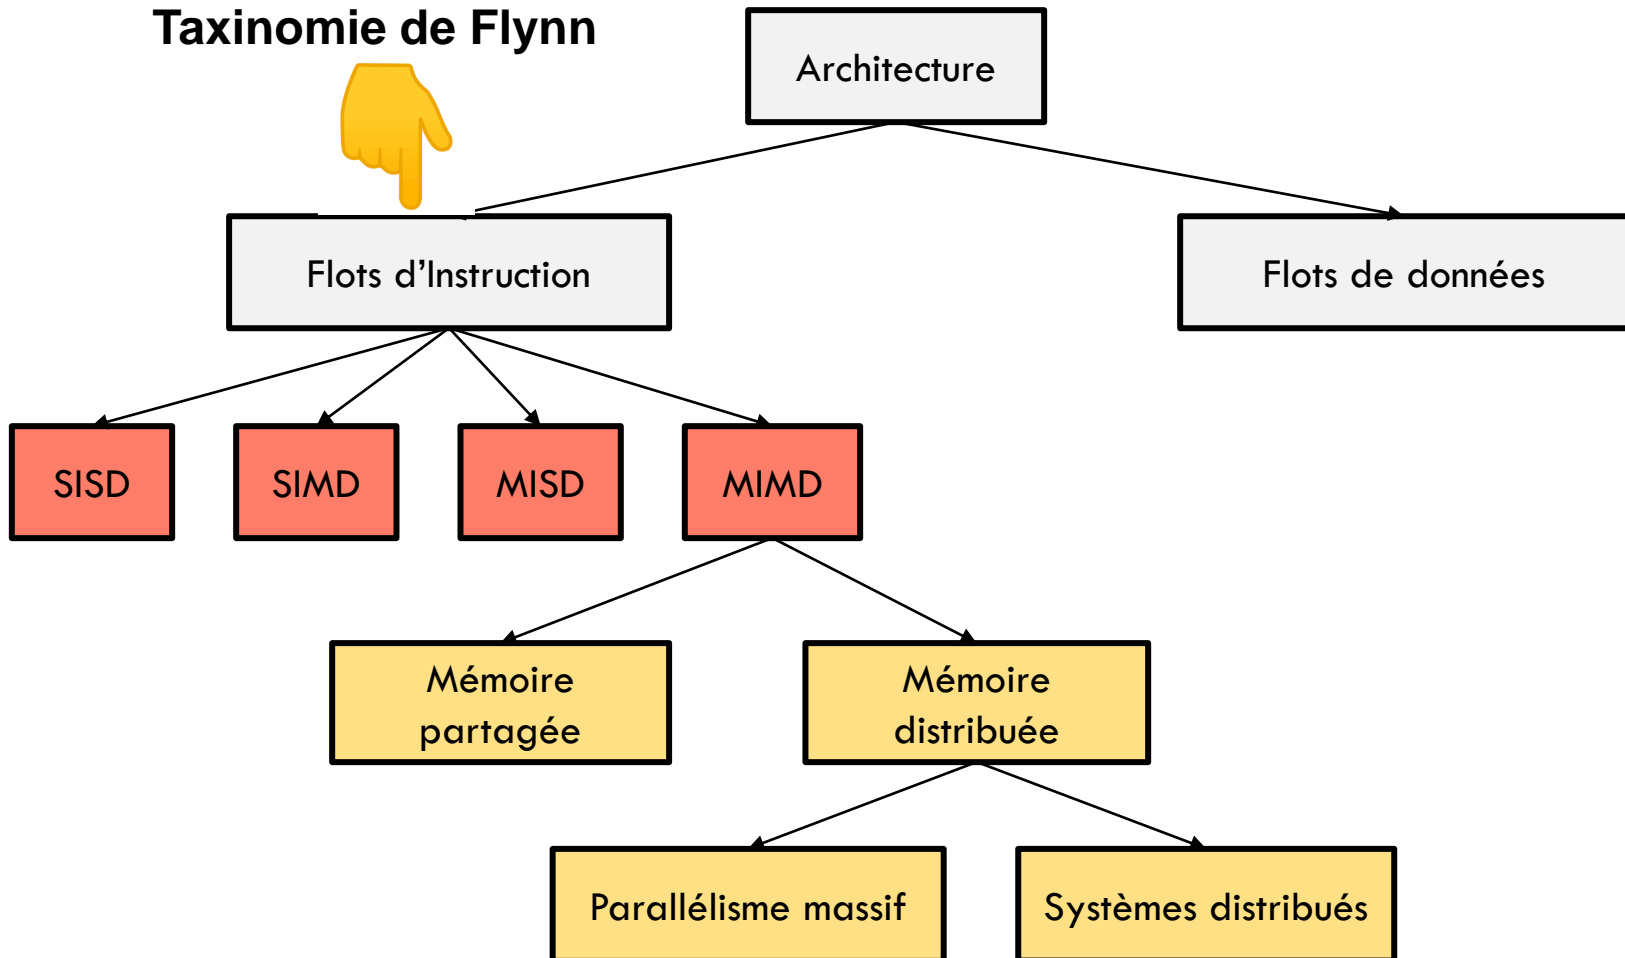 Taxinomie de Flynn
Architecture
Flots d’Instruction
Flots de données
SISD
SIMD
MISD
MIMD
Mémoire
partagée
Mémoire
distribuée
Parallélisme massif
Systèmes distribués